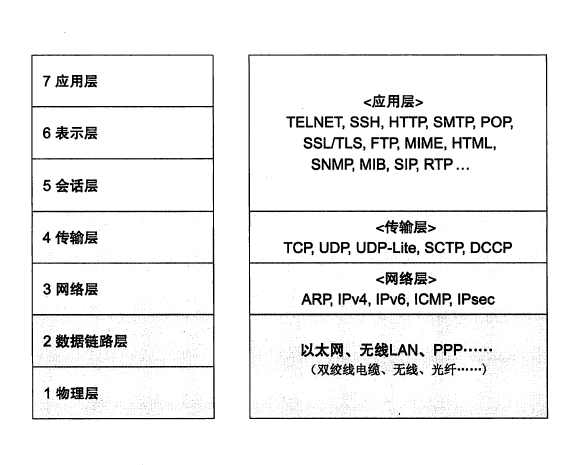 7 应用层
6 表示层
5 会话层
4 传输层
3 网络层
2 数据链路层
1 物理层
<应用层>
TELNET, SSH, HTTP, SMTP, POP,
SSL/TLS, FTP, MIME, HTML,
SNMP, MIB, SIP, RTP …
<传输层>
TCP, UDP, UDP-Lite, SCTP, DCCP
<网络层>
ARP, IPv4, IPv6, ICMP, IPsec
以太网、无线LAN、PPP……
（双绞线电缆、无线、光纤……）